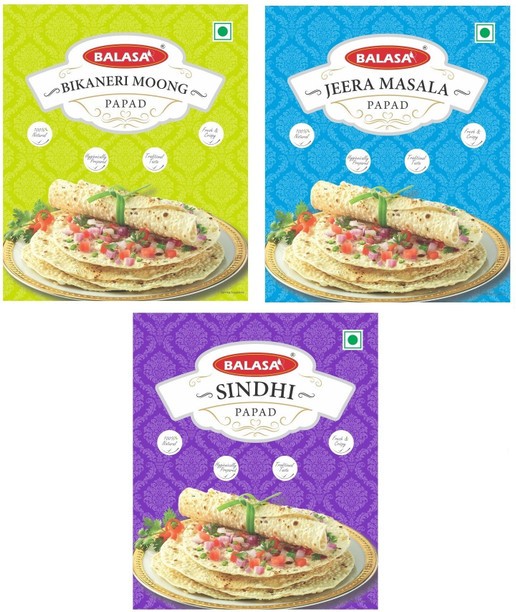 BALASA
®
BIKANERI MOONG
PAPAD
100%
Natural
Hygienically
Prepared
Traditional
Taste
Fresh &
Crispy
BALASA
®
JEERA MASALA
PAPAD
100%
Natural
Hygienically
Prepared
Traditional
Taste
Fresh &
Crispy
BALASA
®
SINDHI
PAPAD
100%
Natural
Hygienically
Prepared
Traditional
Taste
Fresh &
Crispy